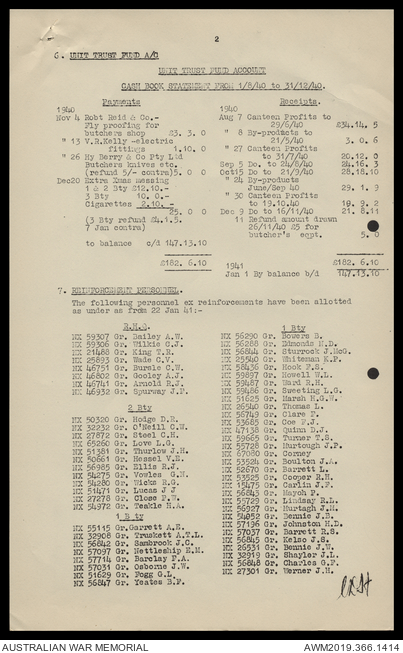 2
6. UNIT TRUST FUND A/C
UNIT TRUST FUND ACCOUNT
CASH BOOK STATEMENT FROM 1/8/40 to 31/12/40.
Payments
1940
Nov 4 Robt Reid & Co.-
Fly proofing for
butchers shop £3. 3. 0
" 13 V.R.Kelly -electric
fittings 1.10. 0
" 26 Hy Berry & Co Pty Ltd
Butchers knives etc.
(refund 5/- contra)5. 0. 0
Dec20 Extra Xmas messing
1 & 2 Bty £12.10.-
3 Bty 10. 0.-
Cigarettes 2.10. -
25. 0 0
(3 Bty refund £4.1.5.
7 Jan contra)
to balance c/d 147.13.10
£182. 6.10
Receipts.
1940
Aug 7 Canteen Profits to
29/6/40 £34.14. 5
" 8 By-products to
2/7/40 3. 0. 6
" 27 Canteen Profits
to 31/7/40 20.12. 0
Sep 5 Do to 24/8/40 24.16. 3
Oct15 Do to 21/9/40 28.18.10
" 24 By-products
June/Sep 40 29. 1. 9
" 30 Canteen Profits
to 19.10.40 19. 9. 2
Dec 9 Do to 16/11/40 21. 8.11
11 Refund amount drawn
26/11/40 £5 for
butcher's eqpt. 5. 0
£182. 6.10
1941
Jan 1 By balance b/d 147.13.10
7. REINFORCEMENT PERSONNEL.
The following personnel ex reinforcements have been allotted
as under as from 22 Jan 41:-
R.H.Q.
NX 59307 Gr. Bailey A.W.
NX 59306 Gr. Wilkie C.J.
NX 21488 Gr. King T.R.
NX 25893 Gr. Wade C.V.
NX 46751 Gr. Burele C.W.
NX 46802 Gr. Gooley A.J.
NX 46741 Gr. Arnold R.J.
NX 46932 Gr. Spurway J.F.
2 Bty
NX 50320 Gr. Hodge D.R.
NX 32232 Gr. O'Neill C.W.
NX 27872 Gr. Steel C.H.
NX 65260 Gr. Love L.G.
NX 51381 Gr. Thurlow J.H.
NX 30661 Gr. Hessel V.E.
NX 56985 Gr. Ellis R.J.
NX 54275 Gr. Vowles G.N.
NX 54280 Gr. Wicks R.G.
NX 51471 Gr. Lucas J
NX 27278 Gr. Close F.W.
NX 54972 Gr. Teakle H.A.
1 Bty
NX 55115 Gr.Garrett A.E.
NX 32908 Gr. Truskett A.T.L.
NX 56842 Gr. Sambrook J.C.
NX 57097 Gr. Nettleship E.M.
NX 57714 Gr. Barclay P.A.
NX 57031 Gr. Osborne J.W.
NX 51629 Gr. Fogg G.L.
NX 56847 Gr. Yeates B.F.
1 Bty
NX 56290 Gr. Bowers B.
NX 56288 Gr. Edmonds H.D.
NX 56844 Gr. Sturrock J.McG.
NX 25540 Gr. Whiteman K.P.
NX 58436 Gr. Hook F.S.
NX 59897 Gr. Howell W.L.
NX 59487 Gr. Ward R.H.
NX 59486 Gr. Sweeting L.G.
NX 51625 Gr. Harsh H.G.W.
NX 26540 Gr. Thomas L.
NX 56749 Gr. Clare P.
NX 53685 Gr. Coe F.J.
NX 47138 Gr. Quinn D.J.
NX 59665 Gr. Turner T.S.
NX 55728 Gr. Murtough J.P.
NX 67080 Gr. Corney
NX 53524 Gr. Boulton J.A.
NX 52670 Gr. Barrett L.
NX 53525 Gr. Cooper R.H.
NX 15475 Gr. Carlin J.F.
NX 56843 Gr. Mayoh F.
NX 55729 Gr. Lindsay R.L.
NX 56927 Gr. Murtagh J.H.
NX 54952 Gr. Bennie J.B.
NX 57196 Gr. Johnston H.D.
NX 57037 Gr. Barrett R.S.
NX 56845 Gr. Kelso J.S.
NX 26531 Gr. Bennie J.W.
NX 32919 Gr. Shayler J.L.
NX 56848 Gr. Charles G.F.
NX 27301 Gr. Werner J.H.
AUSTRALIAN WAR MEMORIAL
AWM2019.366.1414